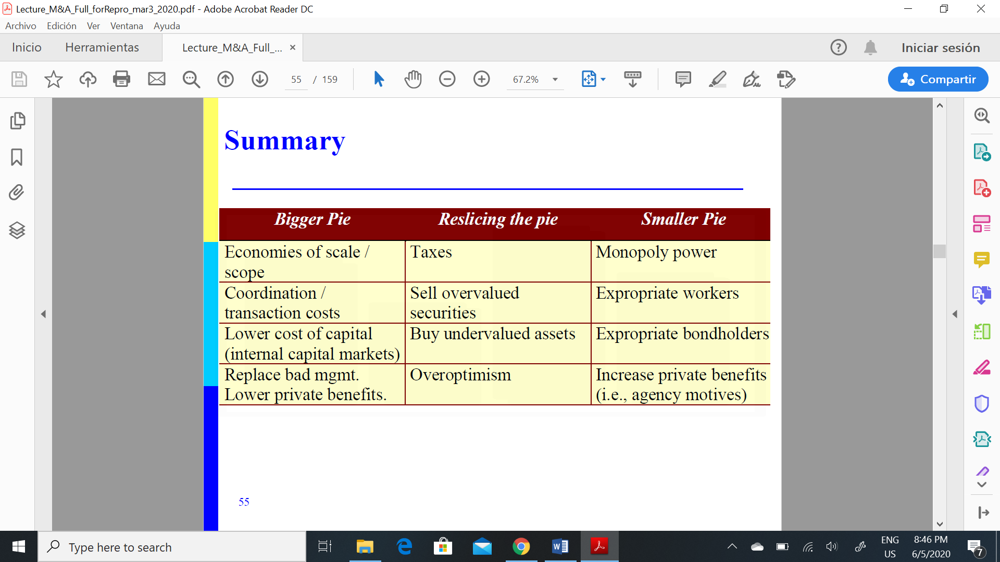 Lecture_M&A_Full_forRepro_mar3_2020.pdf - Adobe Acrobat Reader DC
Archivo Edición Ver Ventana Ayuda
Inicio Herramientas Lecture_M&A_Full_... × Iniciar sesión
55 / 159 67.2% Compartir
Summary
Bigger Pie Reslicing the pie Smaller Pie
Economies of scale / scope
Taxes
Monopoly power
Coordination /
transaction costs
Sell overvalued
securities
Expropriate workers
Lower cost of capital
(internal capital markets)
Buy undervalued assets
Expropriate bondholders
Replace bad mgmt.
Lower private benefits.
Overoptimism
Increase private benefits
(i.e., agency motives)
55
Type here to search
ENG
US
8:46 PM
6/5/2020
7